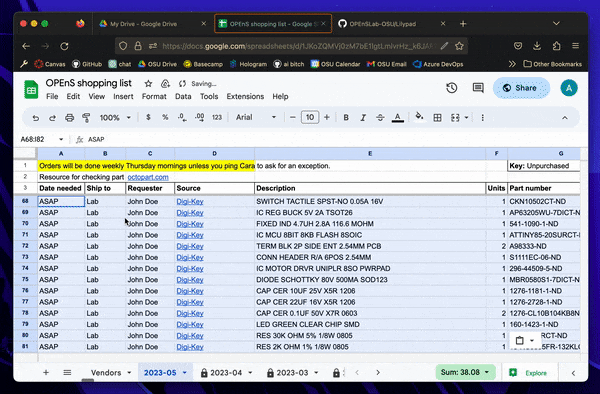 My Drive – Google Drive
OPEnS shopping list - Google S
OPEnSLab-OSU/Lilypad
https://docs.google.com/spreadsheets/d/1JKoZQMVj0zM7bE1IgtLmivrHz_k6JA
Canvas
GitHub
chat
OSU Drive
Basecamp
Hologram
ai bitch
OSU Calendar
OSU Email
Azure DevOps
Other Bookmarks
OPEnS shopping list
Saving...
File Edit View Insert Format Data Tools Extensions Help
Share
A
100% $ % .0 .00 123 Arial 10 B I S A
A68:I82 fx ASAP
A B C D E F G
1 Orders will be done weekly Thursday mornings unless you ping Cara to ask for an exception. Key: Unpurchased
2 Resource for checking part octopart.com
3 Date needed Ship to Requester Source Description Units Part number
68 ASAP Lab John Doe Digi-Key SWITCH TACTILE SPST-NO 0.05A 16V 1 CKN10502CT-ND
69 ASAP Lab John Doe Digi-Key IC REG BUCK 5V 2A TSOT26 1 AP63205WU-7DICT-N
70 ASAP Lab John Doe Digi-Key FIXED IND 4.7UH 2.8A 116.6 MOHM 1 541-1090-1-ND
71 ASAP Lab John Doe Digi-Key IC MCU 8BIT 8KB FLASH 8SOIC 1 ATTINY85-20SURCT-
72 ASAP Lab John Doe Digi-Key TERM BLK 2P SIDE ENT 2.54MM PCB 2 A98333-ND
73 ASAP Lab John Doe Digi-Key CONN HEADER R/A 6POS 2.54MM 1 S1111EC-06-ND
74 ASAP Lab John Doe Digi-Key IC MOTOR DRVR UNIPLR 8SO PWRPAD 1 296-44509-5-ND
75 ASAP Lab John Doe Digi-Key DIODE SCHOTTKY 80V 500MA SOD123 1 MBR0580S1-7DICT-N
76 ASAP Lab John Doe Digi-Key CAP CER 10UF 25V X5R 1206 1 1276-1181-1-ND
77 ASAP Lab John Doe Digi-Key CAP CER 22UF 16V X5R 1206 1 1276-2728-1-ND
78 ASAP Lab John Doe Digi-Key CAP CER 0.1UF 50V X7R 0603 2 1276-CL10B104KB8N
79 ASAP Lab John Doe Digi-Key LED GREEN CLEAR CHIP SMD 1 160-1423-1-ND
80 ASAP Lab John Doe Digi-Key RES 30K OHM 5% 1/8W 0805 1 RCT-ND
81 ASAP Lab John Doe Digi-Key RES 2K OHM 1% 1/8W 0805 1 5FR-132KL
Vendors 2023-05 2023-04 2023-03 Sum: 38.08 Explore